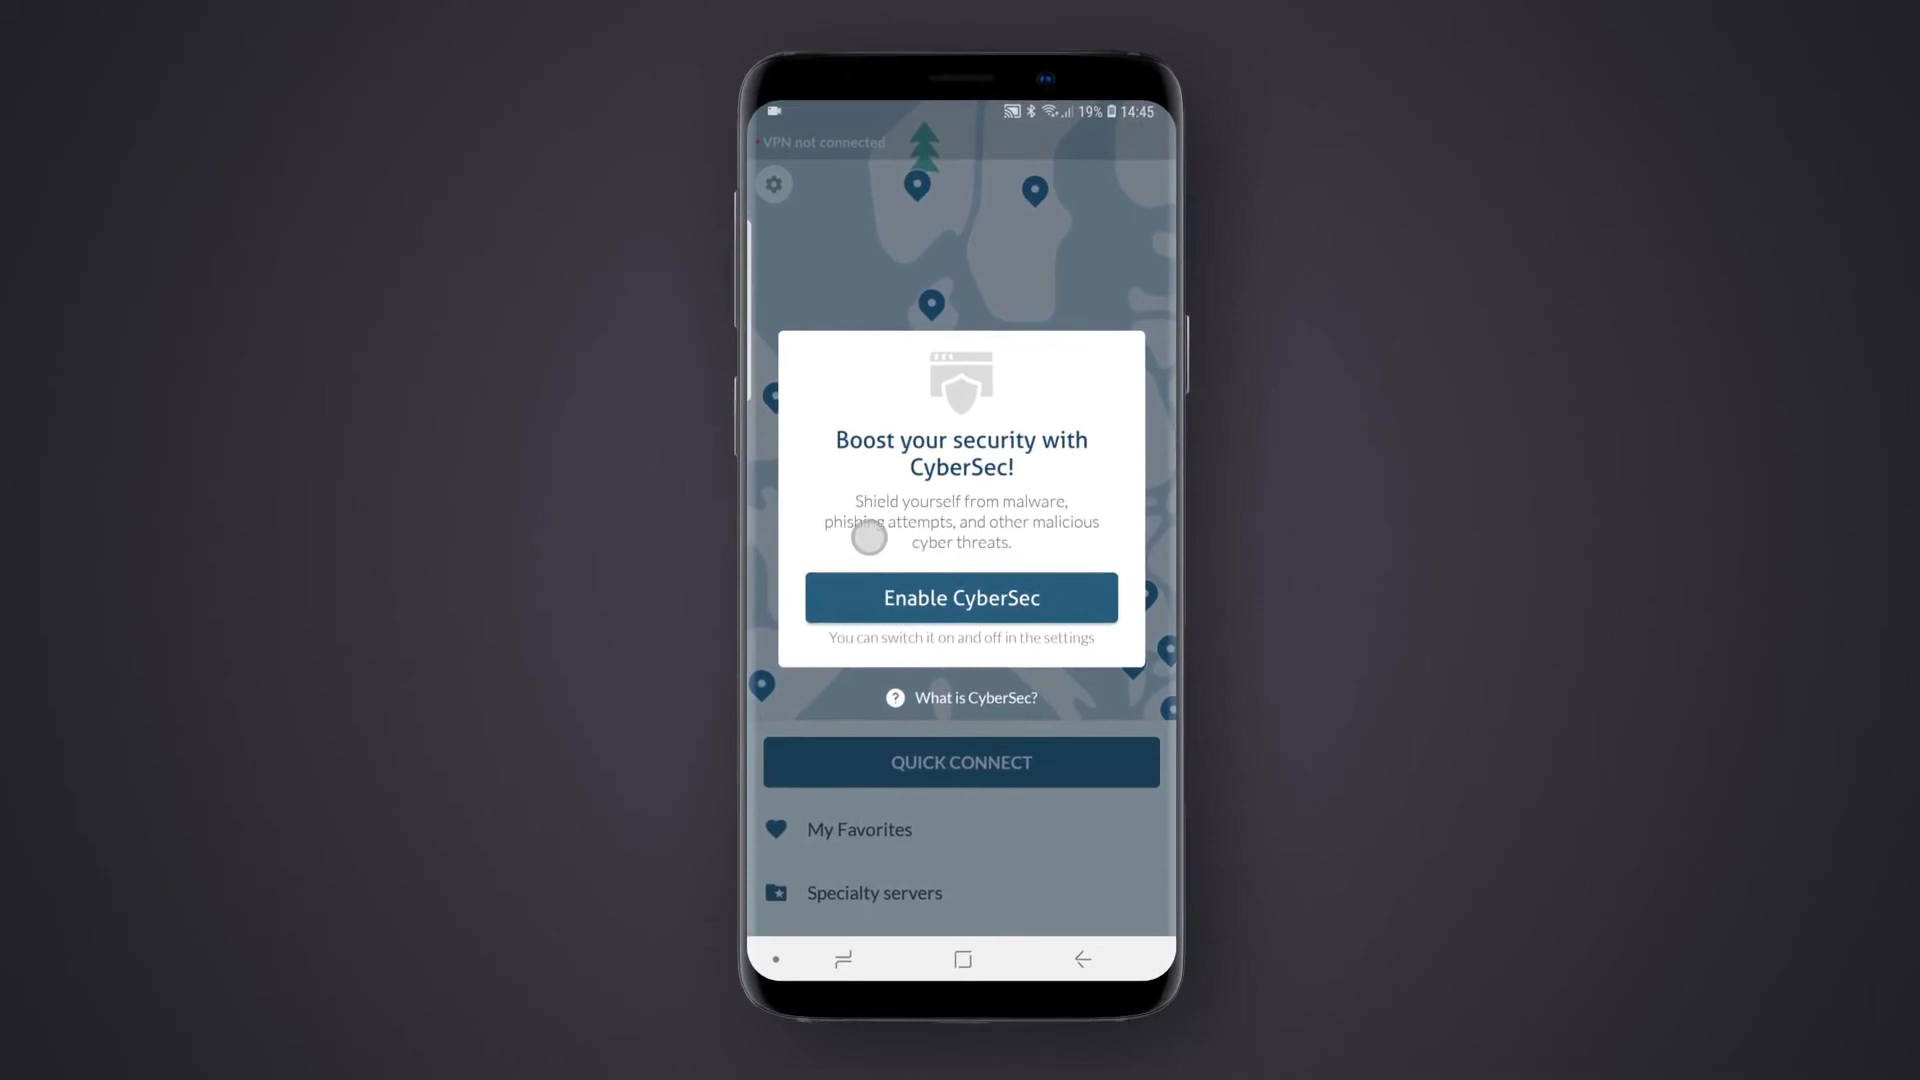 19% 14:45
VPN not connected
Boost your security with
CyberSec!
Shield yourself from malware,
phishing attempts, and other malicious
cyber threats.
Enable CyberSec
You can switch it on and off in the settings
? What is CyberSec?
QUICK CONNECT
My Favorites
Specialty servers